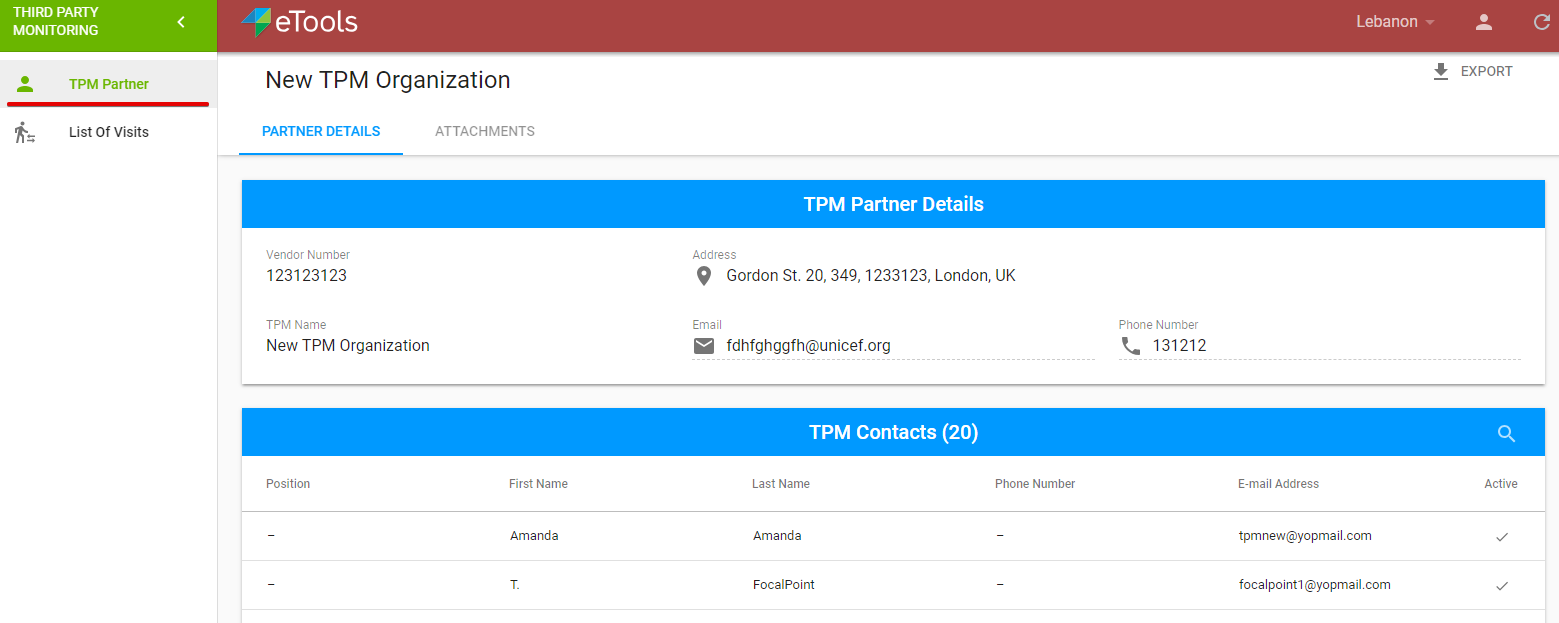 THIRD PARTY
MONITORING
eTools
Lebanon
TPM Partner
List Of Visits
New TPM Organization
EXPORT
PARTNER DETAILS
ATTACHMENTS
TPM Partner Details
Vendor Number
123123123
Address
Gordon St. 20, 349, 1233123, London, UK
TPM Name
New TPM Organization
Email
fdhfghggfh@unicef.org
Phone Number
131212
TPM Contacts (20)
Position First Name Last Name Phone Number E-mail Address Active
– Amanda Amanda – tpmnew@yopmail.com
– T. FocalPoint – focalpoint1@yopmail.com